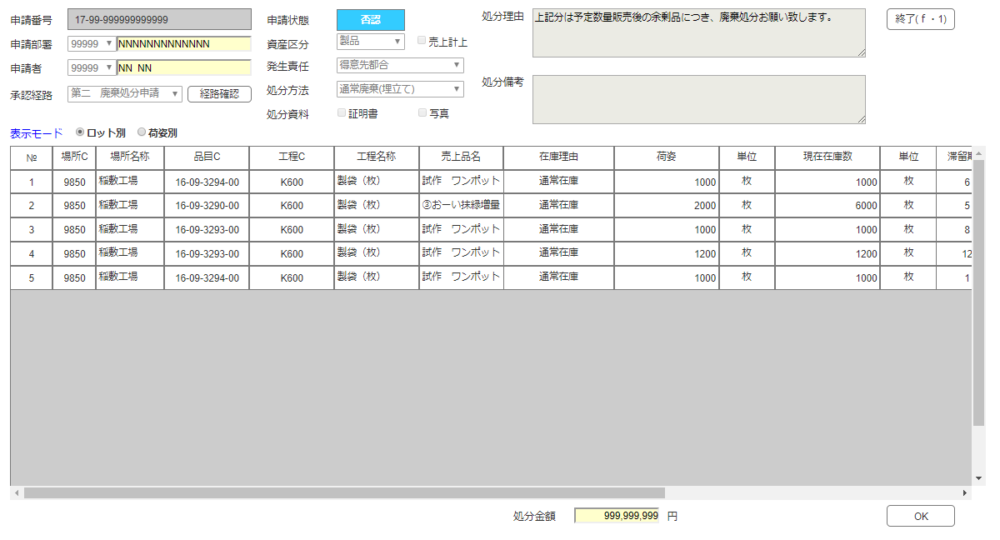 申請番号 17-99-999999999999 申請状態 否認 処分理由 上記分は予定数量販売後の余剰品につき、廃棄処分お願い致します。 終了(ｆ・1)
申請部署 99999 NNNNNNNNNNNNN 資産区分 製品 売上計上
申請者 99999 NN NN 発生責任 得意先都合
承認経路 第二　廃棄処分申請 経路確認 処分方法 通常廃棄(埋立て) 処分備考
処分資料 証明書 写真
表示モード ロット別 荷姿別
№ 場所C 場所名称 品目C 工程C 工程名称 売上品名 在庫理由 荷姿 単位 現在在庫数 単位 滞留期
1 9850 稲敷工場 16-09-3294-00 K600 製袋（枚） 試作　ワンポット 通常在庫 1000 枚 1000 枚 6
2 9850 稲敷工場 16-09-3290-00 K600 製袋（枚） ③おーい抹緑増量 通常在庫 2000 枚 6000 枚 5
3 9850 稲敷工場 16-09-3293-00 K600 製袋（枚） 試作　ワンポット 通常在庫 1000 枚 1000 枚 8
4 9850 稲敷工場 16-09-3293-00 K600 製袋（枚） 試作　ワンポット 通常在庫 1200 枚 1200 枚 12
5 9850 稲敷工場 16-09-3294-00 K600 製袋（枚） 試作　ワンポット 通常在庫 1000 枚 1000 枚 1
処分金額 999,999,999 円 OK